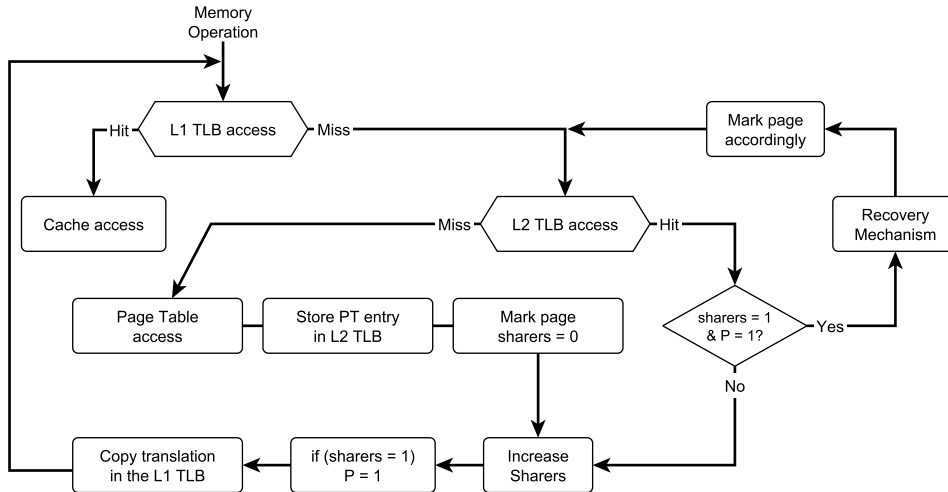 Memory
Operation
Hit
L1 TLB access
Miss
Mark page
accordingly
Cache access
Miss
L2 TLB access
Hit
Recovery
Mechanism
Page Table
access
Store PT entry
in L2 TLB
Mark page
sharers = 0
sharers = 1
& P = 1?
Yes
No
Copy translation
in the L1 TLB
if (sharers = 1)
P = 1
Increase
Sharers